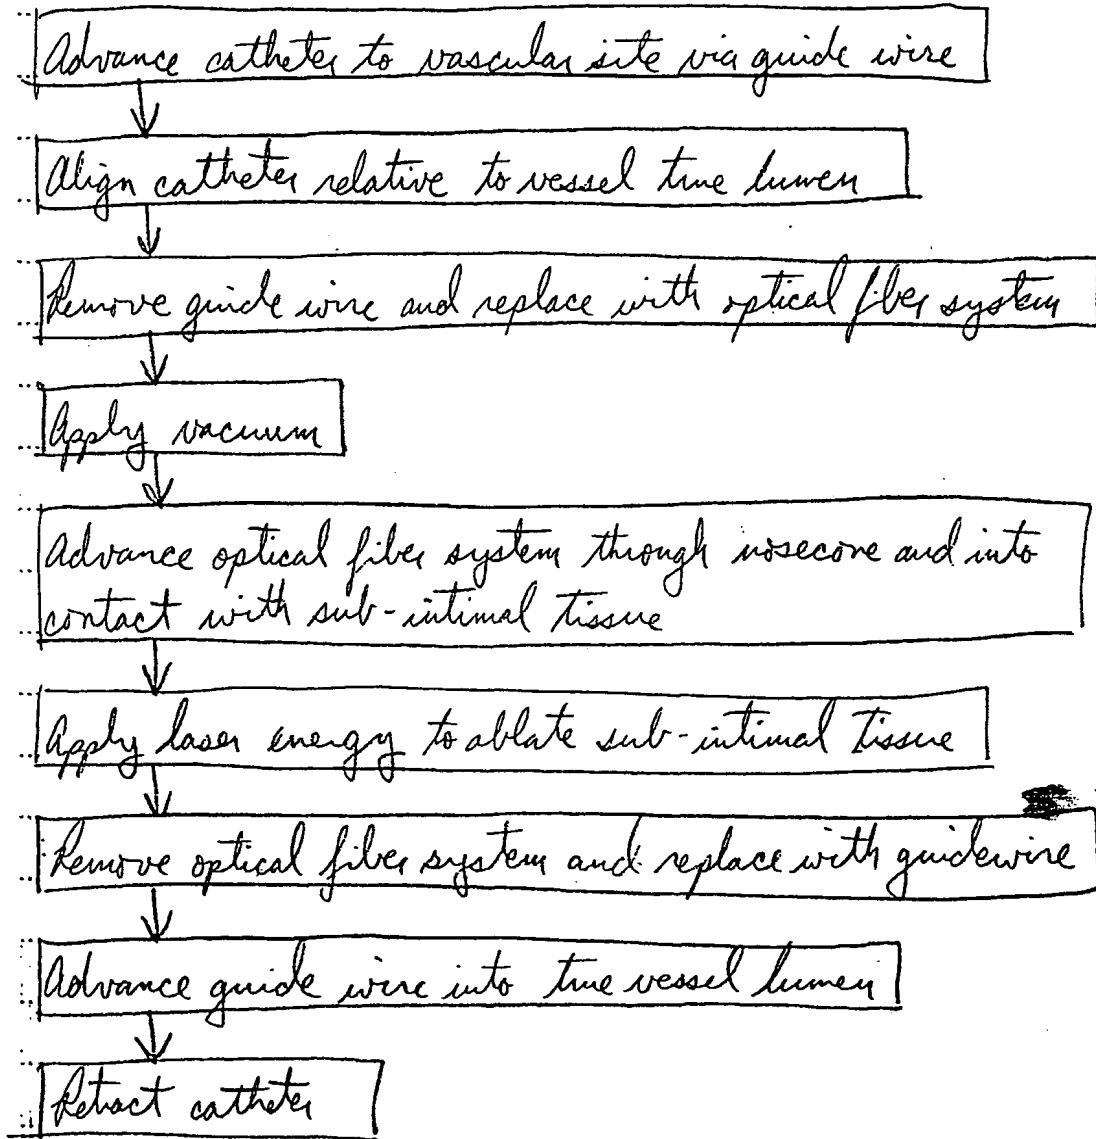 Advance catheter to vascular site via guide wire
Align catheter relative to vessel true lumen
Remove guide wire and replace with optical fiber system
Apply vacuum
Advance optical fiber system through nosecone and into
contact with sub-intimal tissue
Apply laser energy to ablate sub-intimal tissue
Remove optical fiber system and replace with guidewire
Advance guide wire into true vessel lumen
Retract catheter